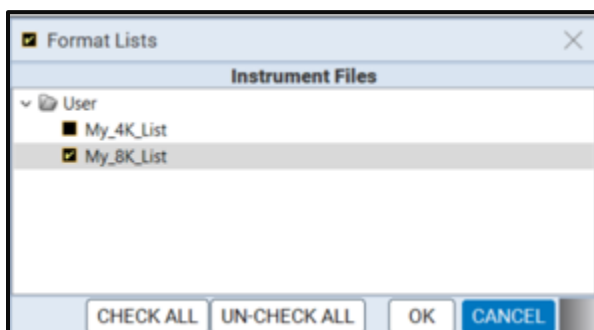 Format Lists
Instrument Files
User
My_4K_List
My_8K_List
CHECK ALL UN-CHECK ALL OK CANCEL